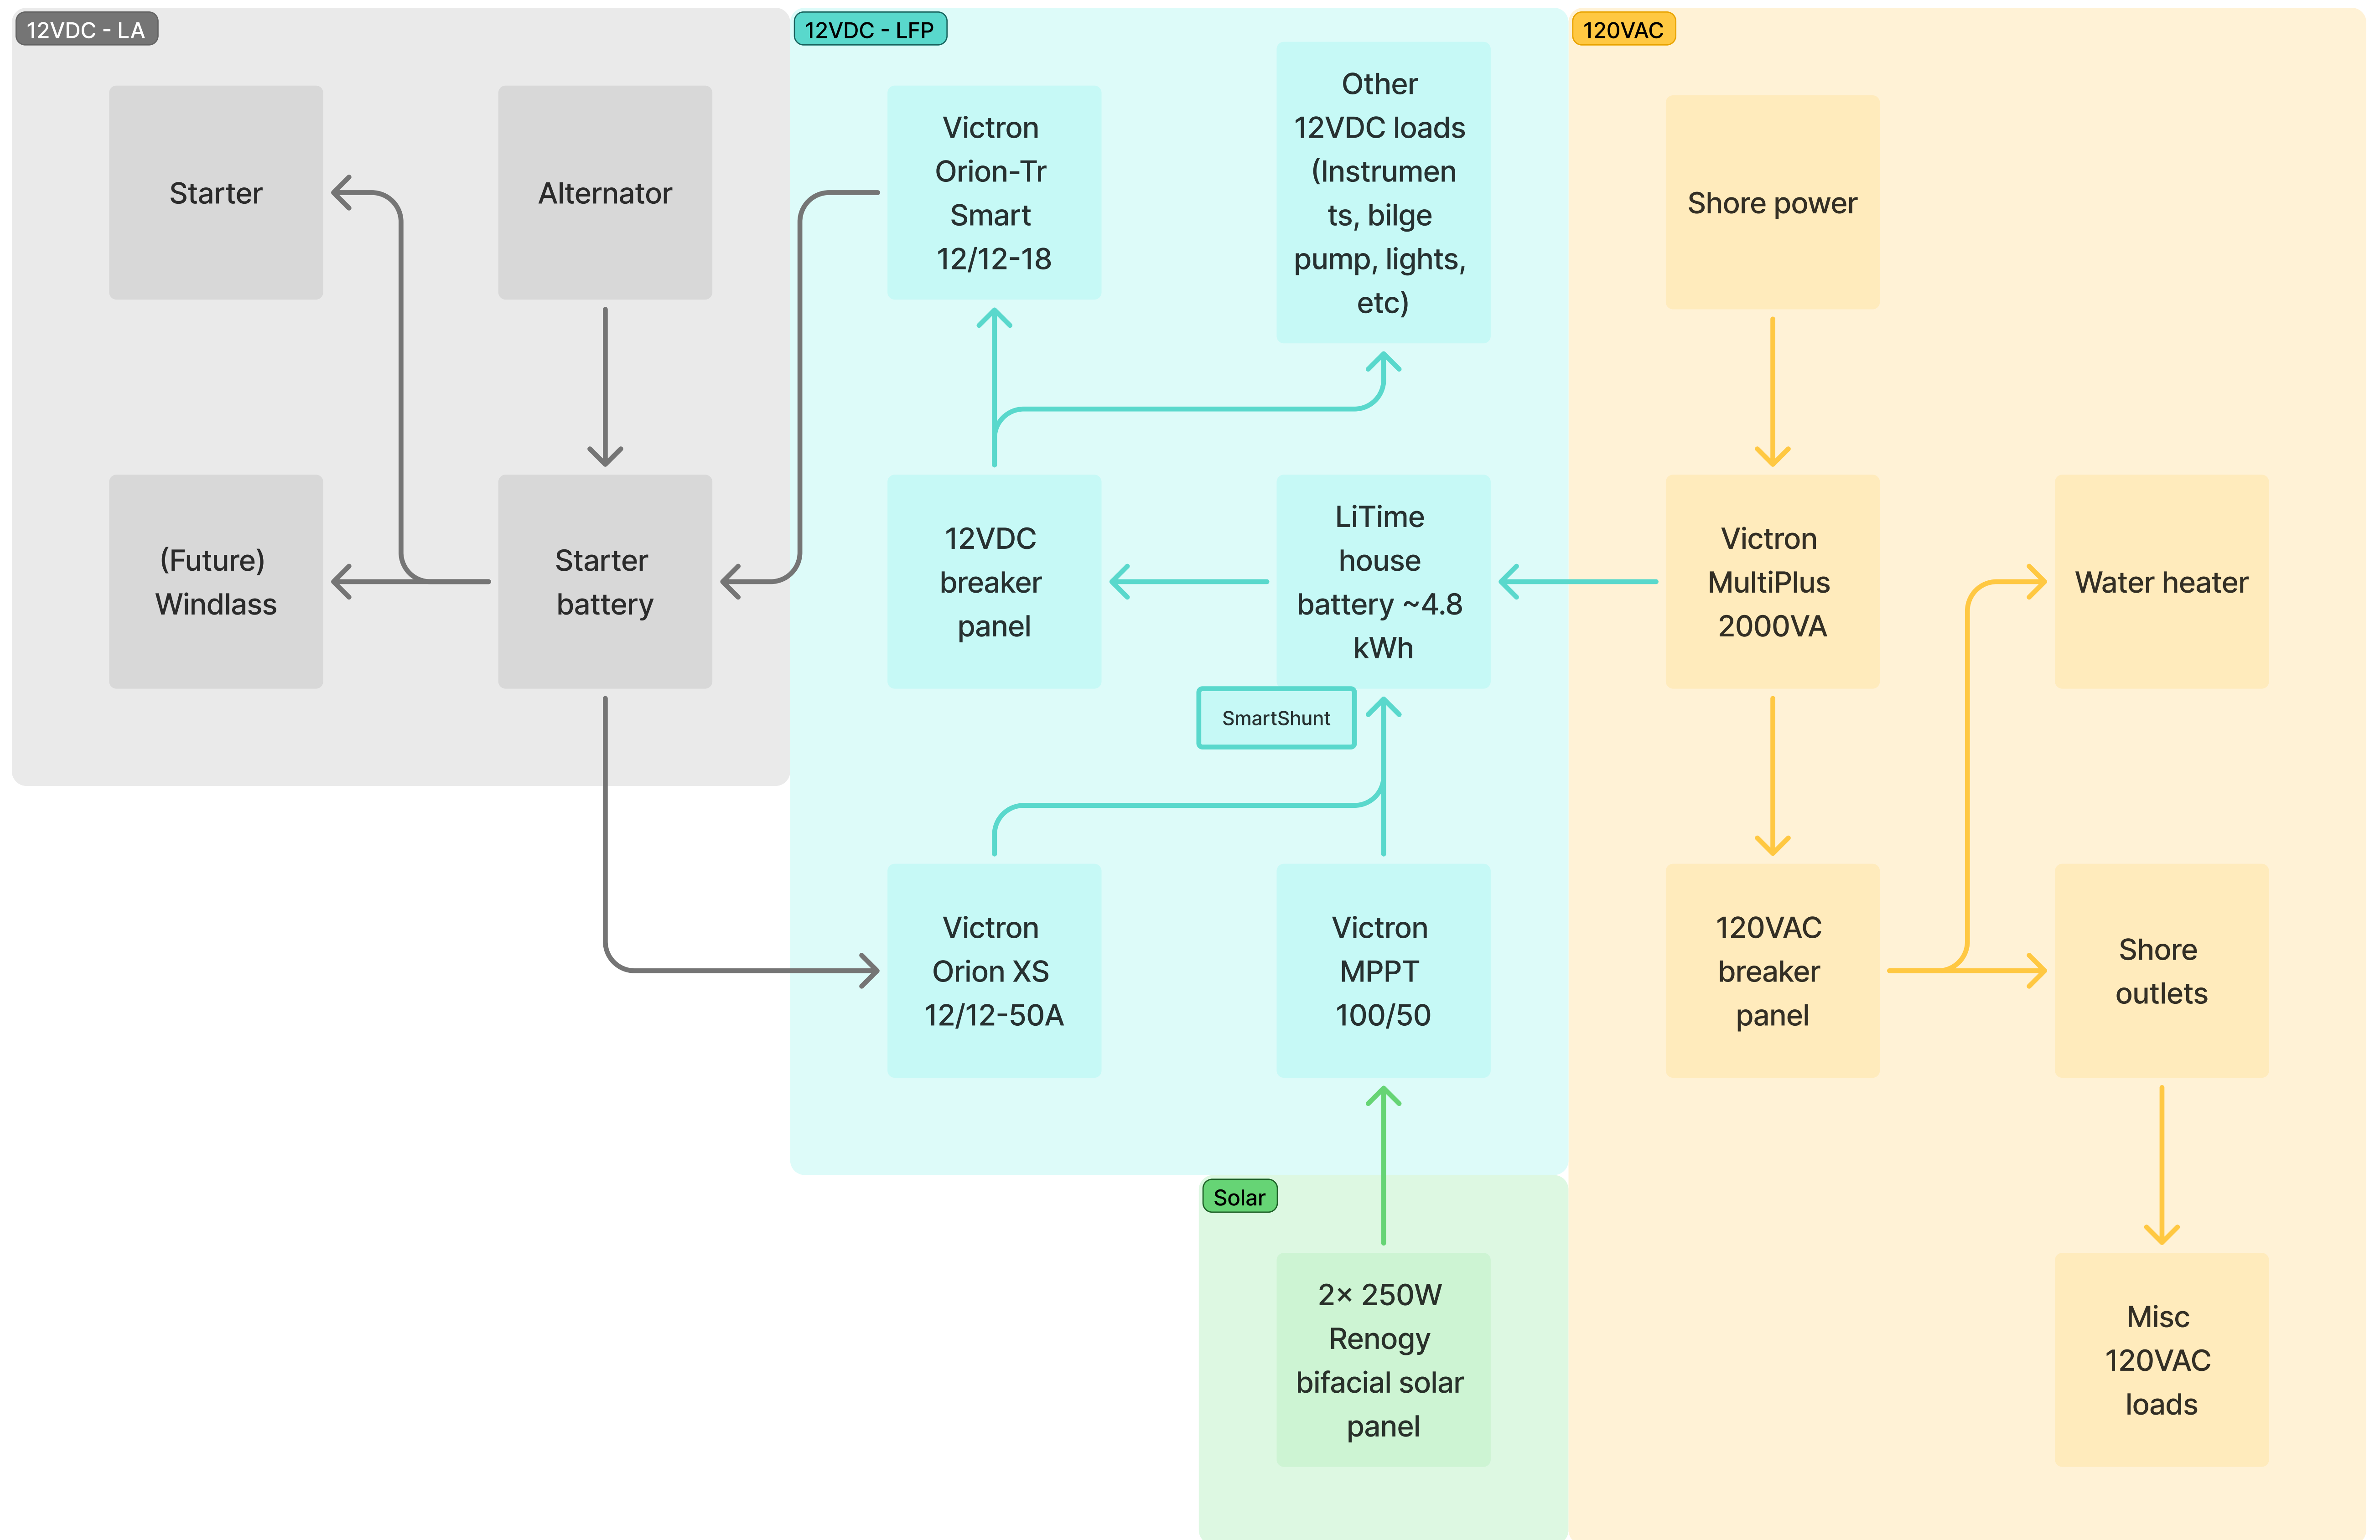 12VDC - LA
Starter
Alternator
(Future)
Windlass
Starter
battery
12VDC - LFP
Victron
Orion-Tr
Smart
12/12-18
Other
12VDC loads
(Instrumen
ts, bilge
pump, lights,
etc)
12VDC
breaker
panel
LiTime
house
battery ~4.8
kWh
SmartShunt
Victron
Orion XS
12/12-50A
Victron
MPPT
100/50
Solar
2× 250W
Renogy
bifacial solar
panel
120VAC
Shore power
Victron
MultiPlus
2000VA
Water heater
120VAC
breaker
panel
Shore
outlets
Misc
120VAC
loads